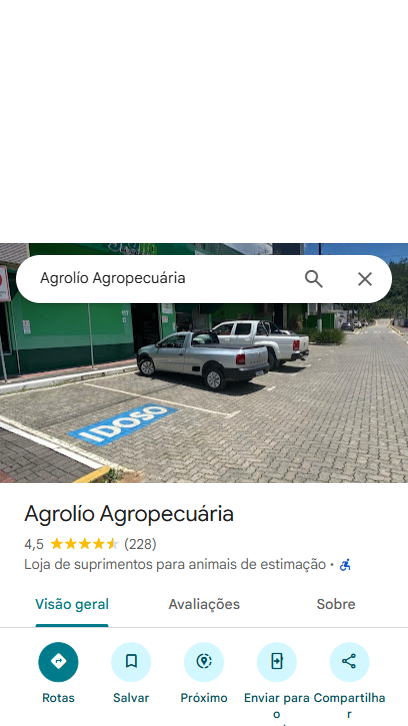 Agrolío Agropecuária
IDOSO
Agrolío Agropecuária
4,5 (228)
Loja de suprimentos para animais de estimação •
Visão geral Avaliações Sobre
Rotas Salvar Próximo Enviar para o Compartilhar